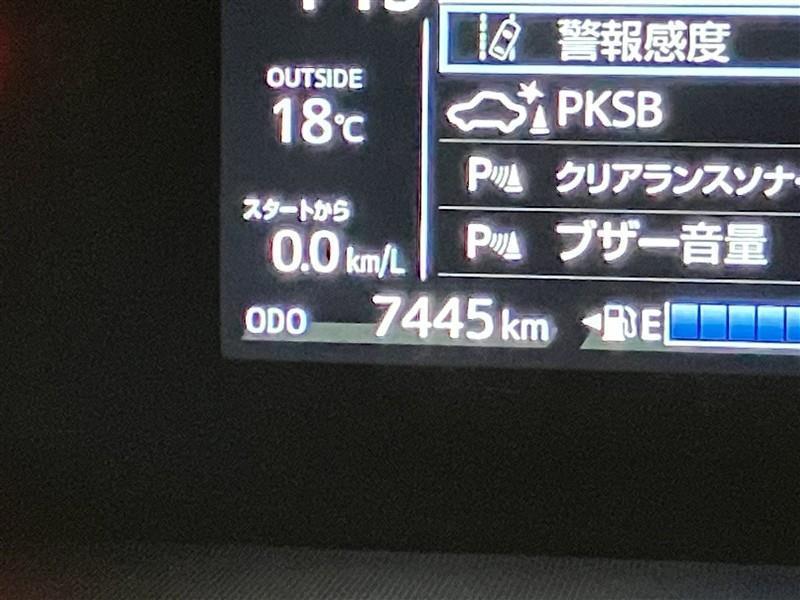 警報感度
OUTSIDE
18℃
PKSB
クリアランスソナー
スタートから
0.0 km/L
ブザー音量
ODO 7445 km
E